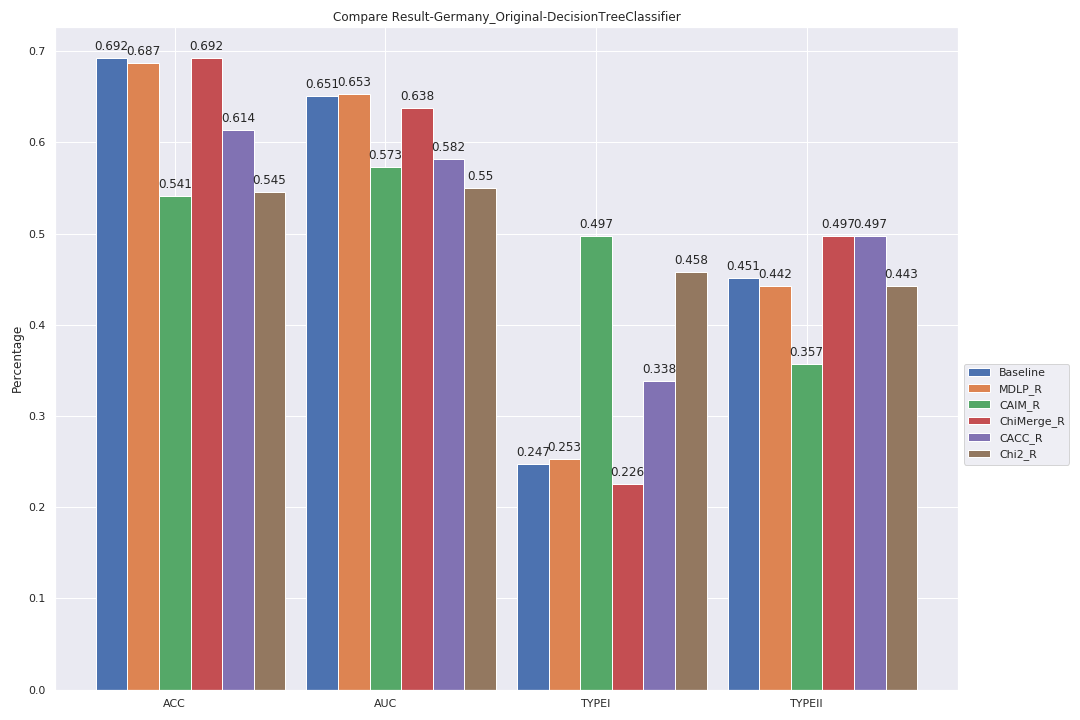 Compare Result-Germany_Original-DecisionTreeClassifier
Percentage
0.7
0.6
0.5
0.4
0.3
0.2
0.1
0.0
0.692
0.687
0.541
0.692
0.614
0.545
0.651
0.653
0.573
0.638
0.582
0.55
0.247
0.253
0.497
0.226
0.338
0.458
0.451
0.442
0.357
0.497
0.497
0.443
ACC
AUC
TYPEI
TYPEII
Baseline
MDLP_R
CAIM_R
ChiMerge_R
CACC_R
Chi2_R